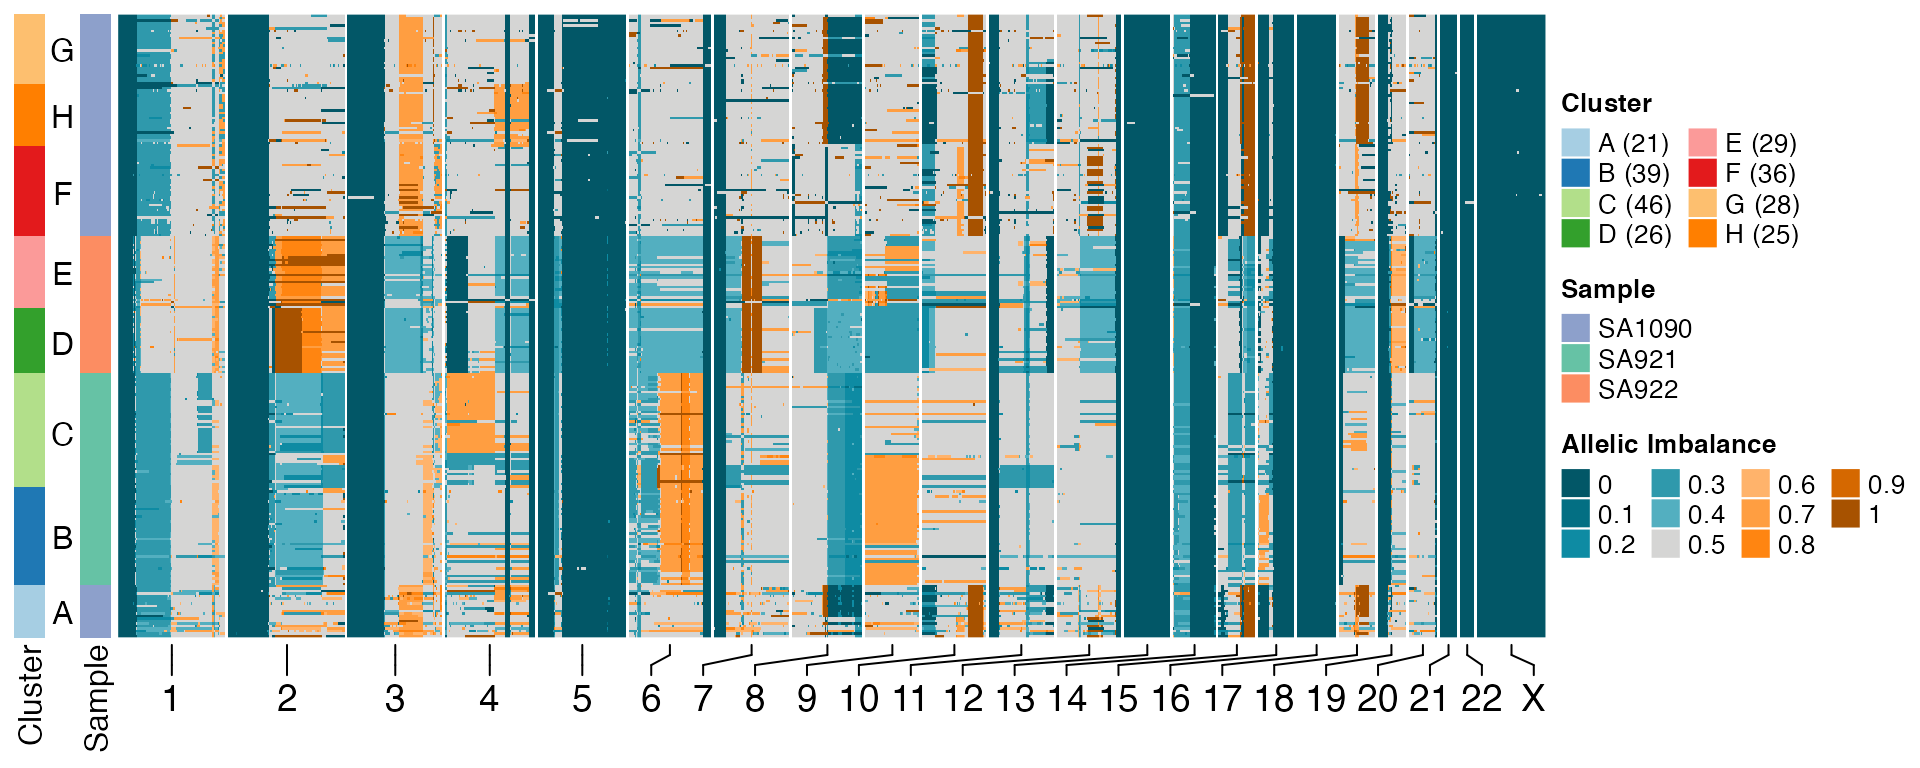 G
H
F
E
D
C
B
A
Cluster
Sample
1 2 3 4 5 6 7 8 9 10 11 12 13 14 15 16 17 18 19 20 21 22 X
Cluster
A (21) E (29)
B (39) F (36)
C (46) G (28)
D (26) H (25)
Sample
SA1090
SA921
SA922
Allelic Imbalance
0 0.3 0.6 0.9
0.1 0.4 0.7 1
0.2 0.5 0.8